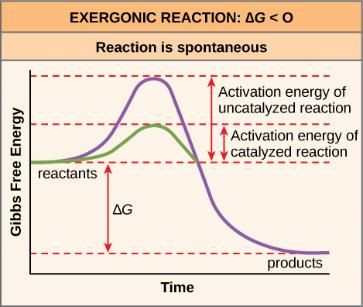 EXERGONIC REACTION: ΔG < O
Reaction is spontaneous
Gibbs Free Energy
Activation energy of
uncatalyzed reaction
Activation energy of
catalyzed reaction
reactants
ΔG
products
Time